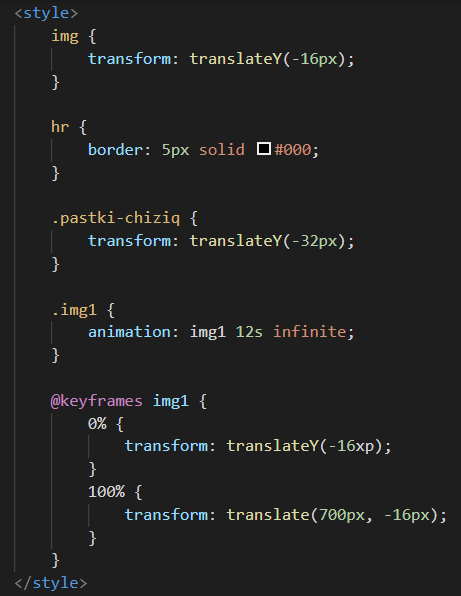 <style>
img {
transform: translateY(-16px);
}
hr {
border: 5px solid #000;
}
.pastki-chiziq {
transform: translateY(-32px);
}
.img1 {
animation: img1 12s infinite;
}
@keyframes img1 {
0% {
transform: translateY(-16xp);
}
100% {
transform: translate(700px, -16px);
}
}
</style>